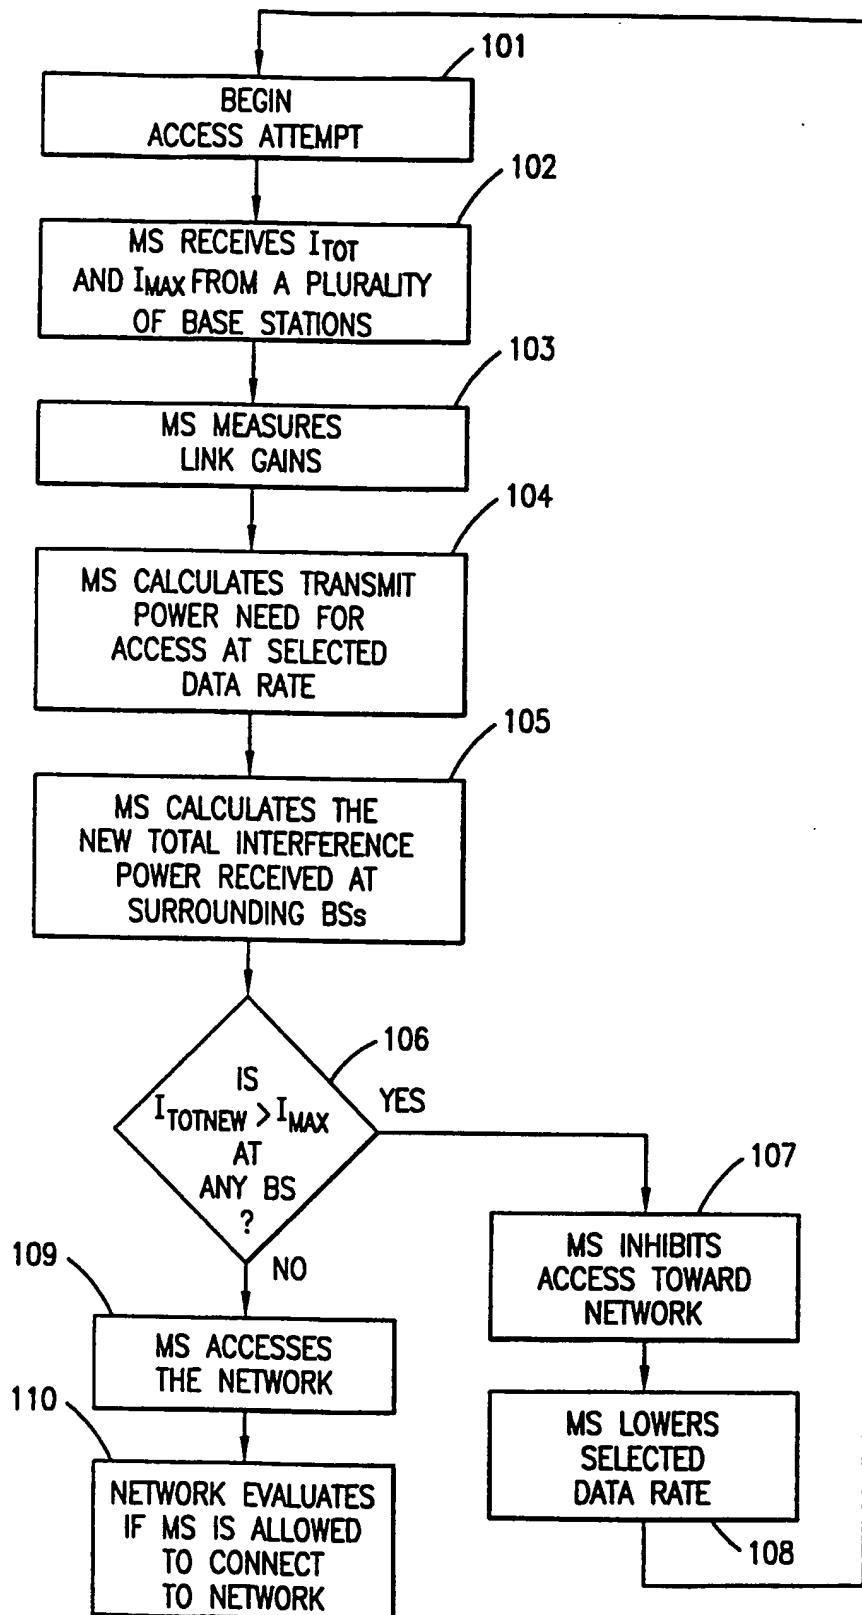 101
BEGIN
ACCESS ATTEMPT
102
MS RECEIVES ITOT
AND IMAX FROM A PLURALITY
OF BASE STATIONS
103
MS MEASURES
LINK GAINS
104
MS CALCULATES TRANSMIT
POWER NEED FOR
ACCESS AT SELECTED
DATA RATE
105
MS CALCULATES THE
NEW TOTAL INTERFERENCE
POWER RECEIVED AT
SURROUNDING BSs
106
IS
ITOTNEW > IMAX
AT
ANY BS
?
YES
NO
107
MS INHIBITS
ACCESS TOWARD
NETWORK
MS LOWERS
SELECTED
DATA RATE
108
109
MS ACCESSES
THE NETWORK
110
NETWORK EVALUATES
IF MS IS ALLOWED
TO CONNECT
TO NETWORK